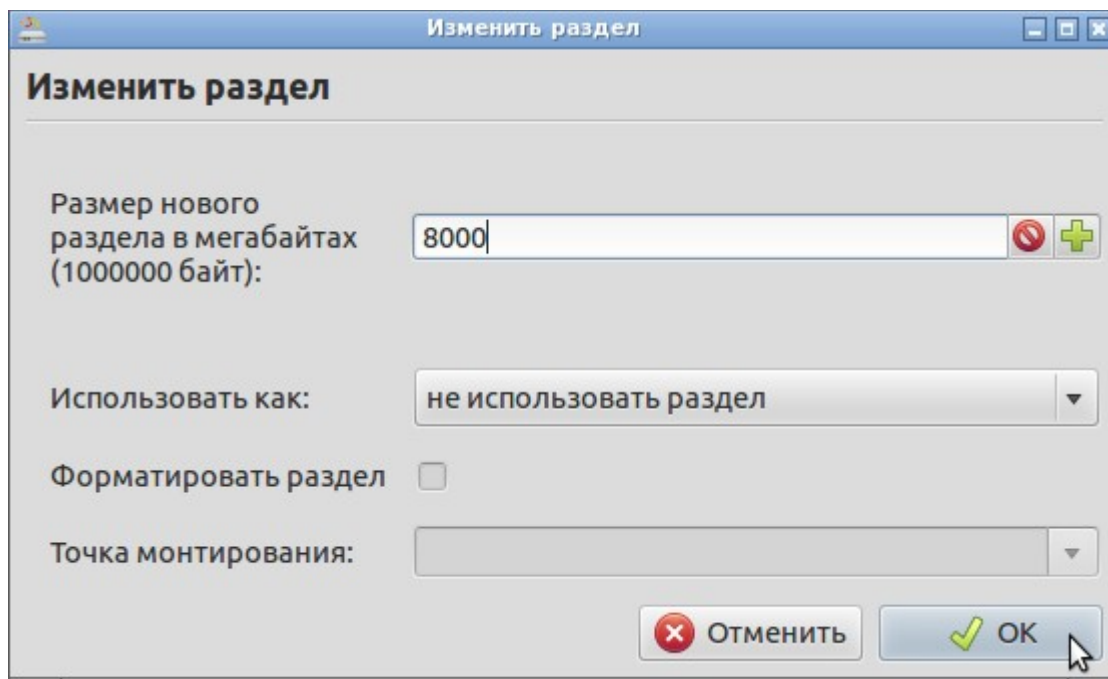 Изменить раздел
Изменить раздел
Размер нового
раздела в мегабайтах
(1000000 байт):
8000
Использовать как:
не использовать раздел
Форматировать раздел
Точка монтирования:
Отменить
OK